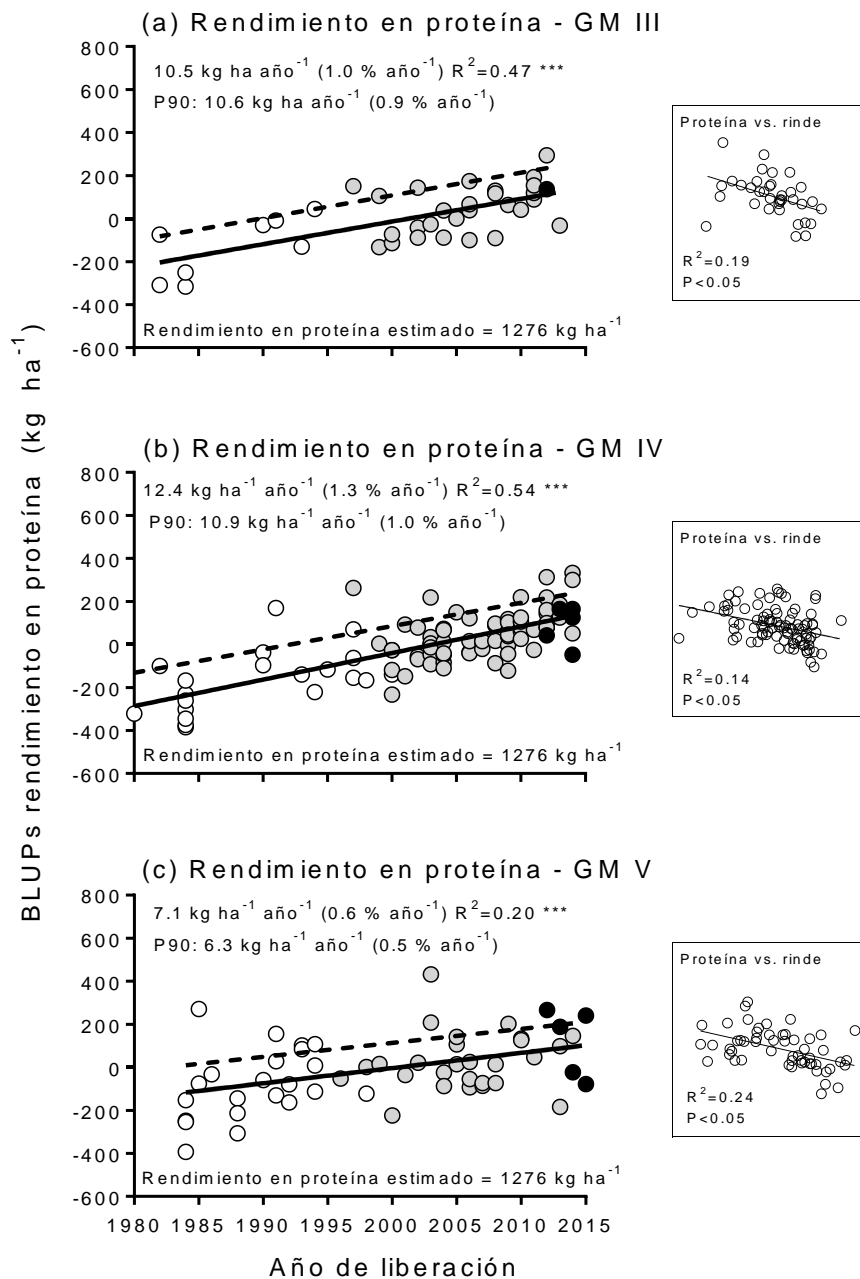 (a) Rendimiento en proteína - GM III
800
600
400
200
0
-200
-400
-600
10.5 kg ha año⁻¹ (1.0 % año⁻¹) R²=0.47 ***
P90: 10.6 kg ha año⁻¹ (0.9 % año⁻¹)
Rendimiento en proteína estimado = 1276 kg ha⁻¹
Proteína vs. rinde
R²=0.19
P<0.05
BLUPs rendimiento en proteína (kg ha⁻¹)
(b) Rendimiento en proteína - GM IV
800
600
400
200
0
-200
-400
-600
12.4 kg ha⁻¹ año⁻¹ (1.3 % año⁻¹) R²=0.54 ***
P90: 10.9 kg ha⁻¹ año⁻¹ (1.0 % año⁻¹)
Rendimiento en proteína estimado = 1276 kg ha⁻¹
Proteína vs. rinde
R²=0.14
P<0.05
(c) Rendimiento en proteína - GM V
800
600
400
200
0
-200
-400
-600
7.1 kg ha⁻¹ año⁻¹ (0.6 % año⁻¹) R²=0.20 ***
P90: 6.3 kg ha⁻¹ año⁻¹ (0.5 % año⁻¹)
Rendimiento en proteína estimado = 1276 kg ha⁻¹
Proteína vs. rinde
R²=0.24
P<0.05
1980 1985 1990 1995 2000 2005 2010 2015
Año de liberación